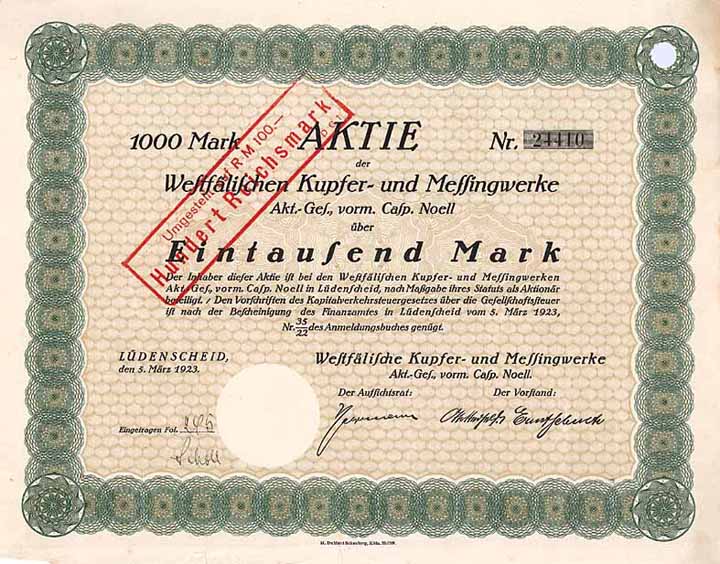 1000 Mark AKTIE Nr. 24410
der
Weſtfäliſchen Kupfer- und Meſſingwerke
Akt.-Geſ., vorm. Caſp. Noell
über
Eintauſend Mark
Der Inhaber dieſer Aktie iſt bei den Weſtfäliſchen Kupfer- und Meſſingwerken
Akt.-Geſ., vorm. Caſp. Noell in Lüdenſcheid, nach Maßgabe ihres Statuts als Aktionär
beteiligt. / Den Vorſchriften des Kapitalverkehrsteuergeſetzes über die Geſellſchaftsſteuer
iſt nach der Beſcheinigung des Finanzamtes in Lüdenſcheid vom 5. März 1923,
Nr. 35/22 des Anmeldungsbuches genügt.
Umgestellt auf RM 100.—
Hundert Reichsmark
LÜDENSCHEID,
den 5. März 1923.
Weſtfäliſche Kupfer- und Meſſingwerke
Akt.-Geſ., vorm. Caſp. Noell.
Der Aufſichtsrat: Der Vorſtand:
Eingetragen Fol.